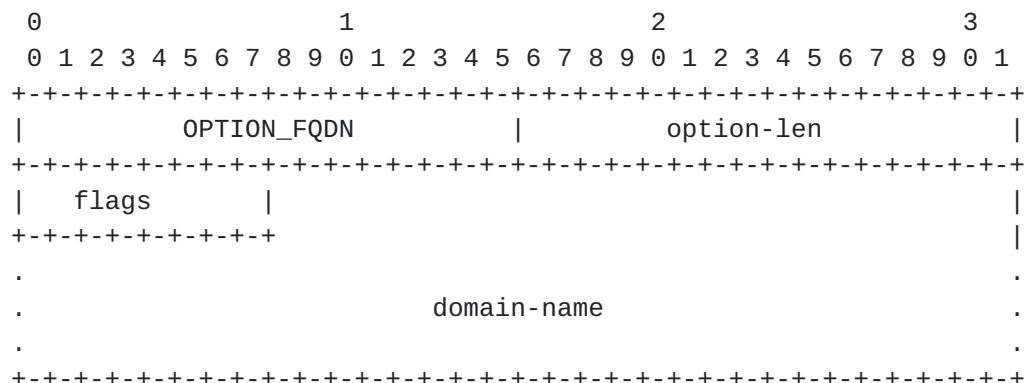 0                   1                   2                   3
 0 1 2 3 4 5 6 7 8 9 0 1 2 3 4 5 6 7 8 9 0 1 2 3 4 5 6 7 8 9 0 1
+-+-+-+-+-+-+-+-+-+-+-+-+-+-+-+-+-+-+-+-+-+-+-+-+-+-+-+-+-+-+-+-+
|          OPTION_FQDN          |         option-len            |
+-+-+-+-+-+-+-+-+-+-+-+-+-+-+-+-+-+-+-+-+-+-+-+-+-+-+-+-+-+-+-+-+
|   flags       |                                               |
+-+-+-+-+-+-+-+-+                                               |
.                                                               .
.                          domain-name                          .
.                                                               .
+-+-+-+-+-+-+-+-+-+-+-+-+-+-+-+-+-+-+-+-+-+-+-+-+-+-+-+-+-+-+-+-+